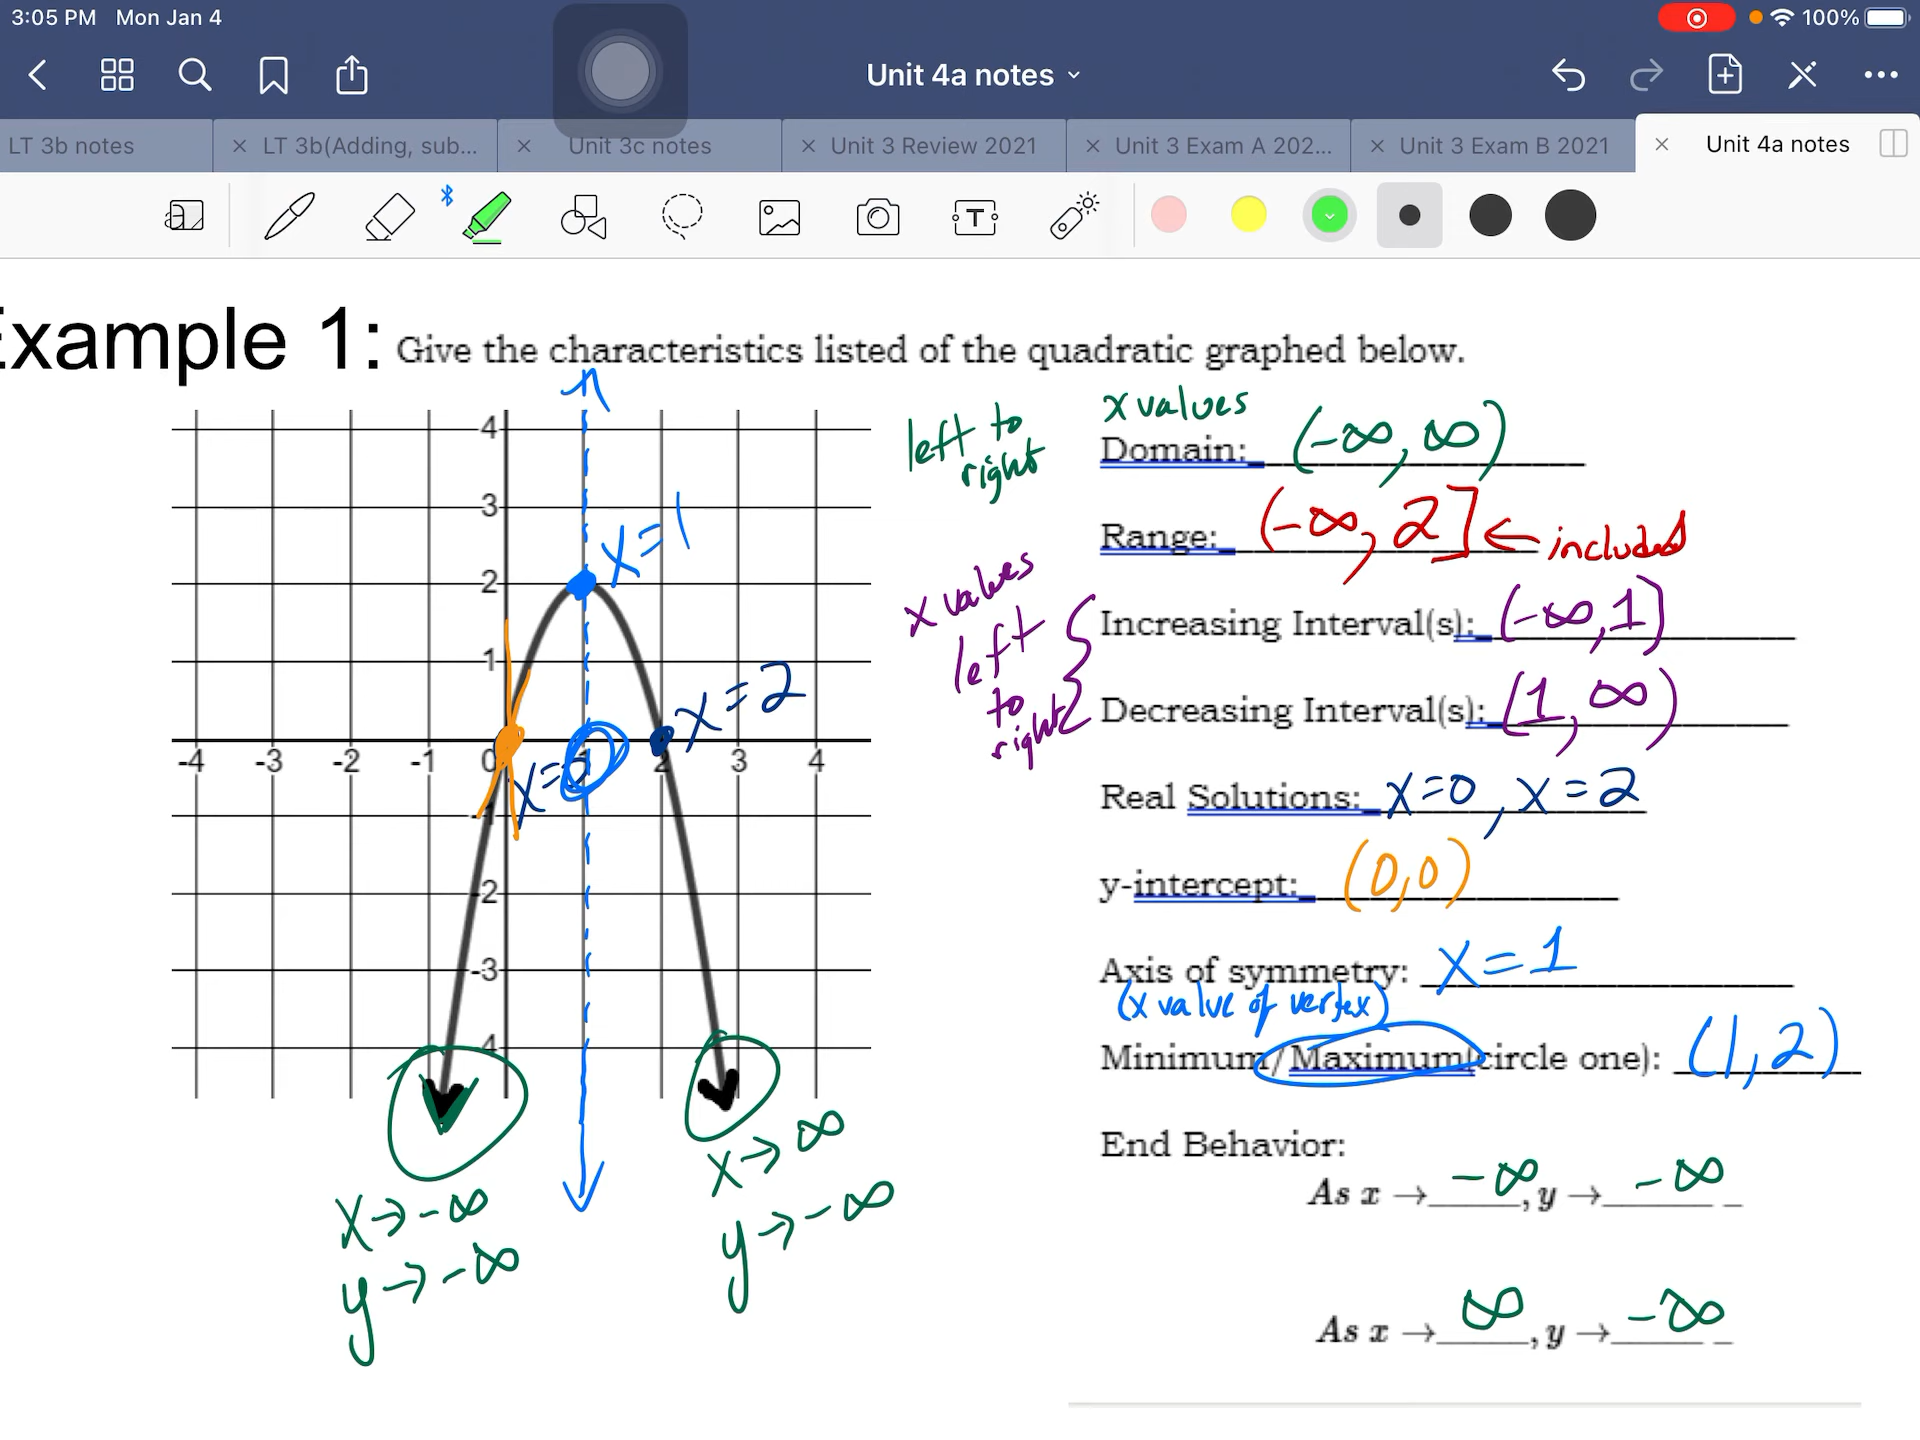 3:05 PM Mon Jan 4
100%
Unit 4a notes
LT 3b notes
LT 3b(Adding, sub...
Unit 3c notes
Unit 3 Review 2021
Unit 3 Exam A 202...
Unit 3 Exam B 2021
Unit 4a notes
Example 1: Give the characteristics listed of the quadratic graphed below.
4
3
2
1
-4 -3 -2 -1 0 1 2 3 4
-1
-2
-3
-4
x=1
x=2
x=0
x→-∞
y→-∞
x→∞
y→-∞
left to
right
x values
Domain: (-∞,∞)
Range: (-∞,2] ← included
x values
left
to
right
Increasing Interval(s): (-∞,1)
Decreasing Interval(s): (1,∞)
Real Solutions: x=0, x=2
y-intercept: (0,0)
Axis of symmetry: x=1
(x value of vertex)
Minimum/Maximum(circle one): (1,2)
End Behavior:
As x → -∞, y → -∞
As x → ∞, y → -∞